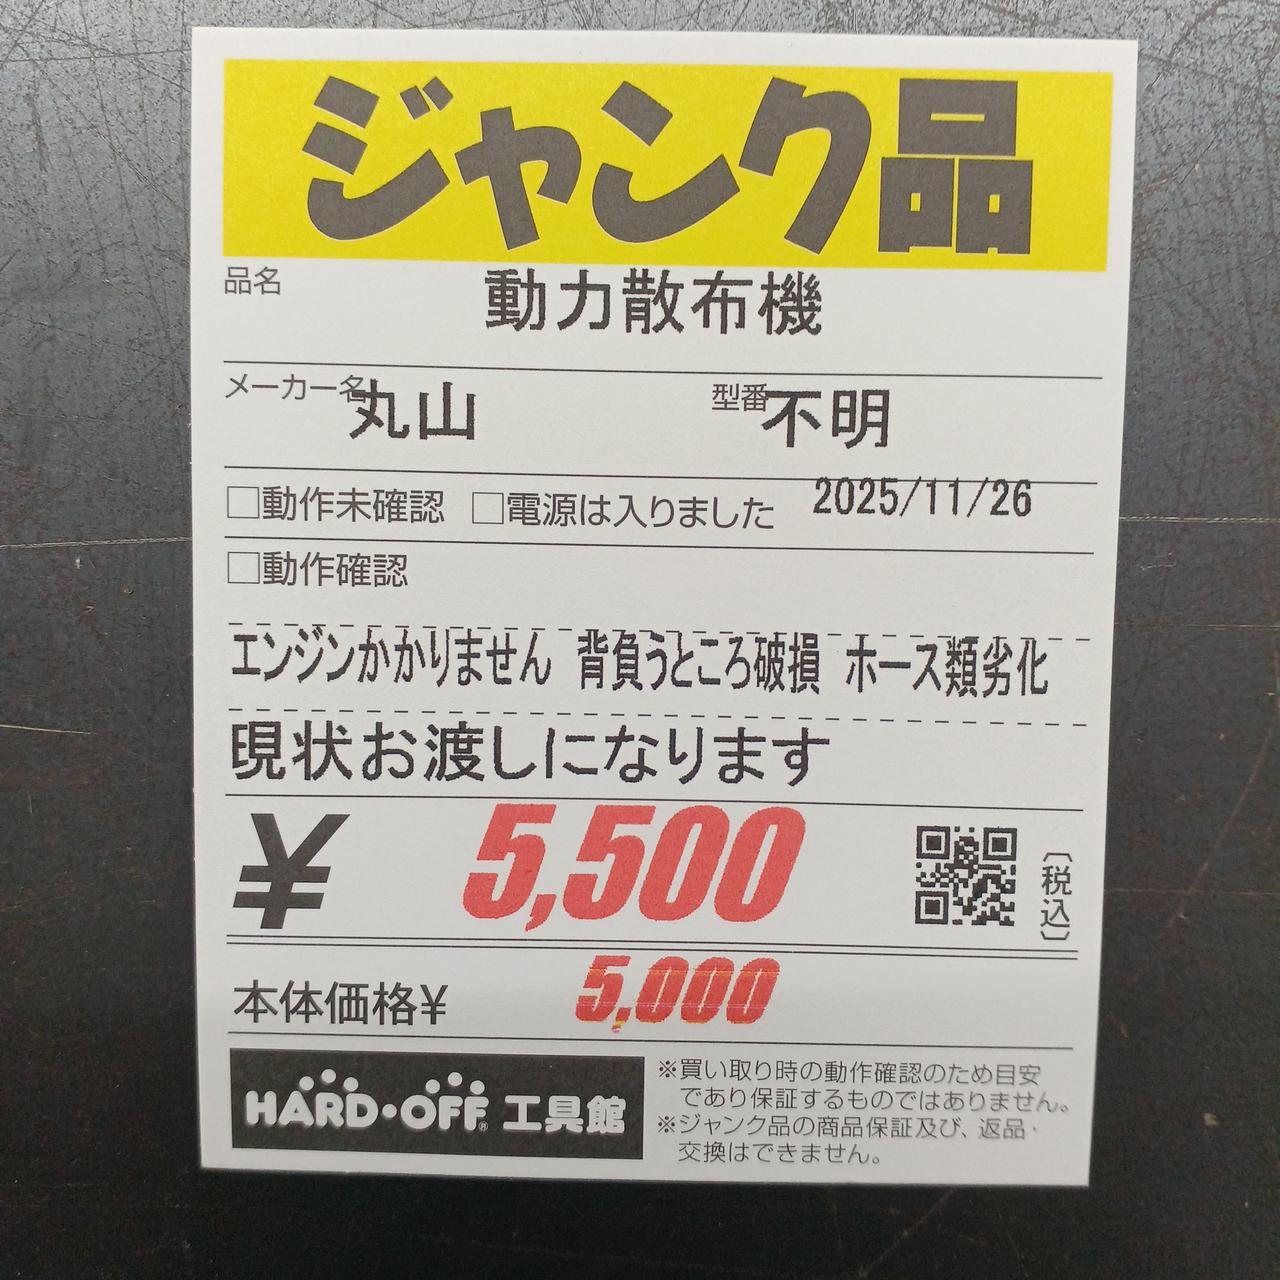 ジャンク品
品名 動力散布機
メーカー名 丸山 型番 不明
□動作未確認 □電源は入りました 2025/11/26
□動作確認
エンジンかかりません 背負うところ破損 ホース類劣化
現状お渡しになります
¥ 5,500 〔税込〕
本体価格¥ 5,000
HARD・OFF® 工具館
※買い取り時の動作確認のため目安
であり保証するものではありません。
※ジャンク品の商品保証及び、返品・
交換はできません。